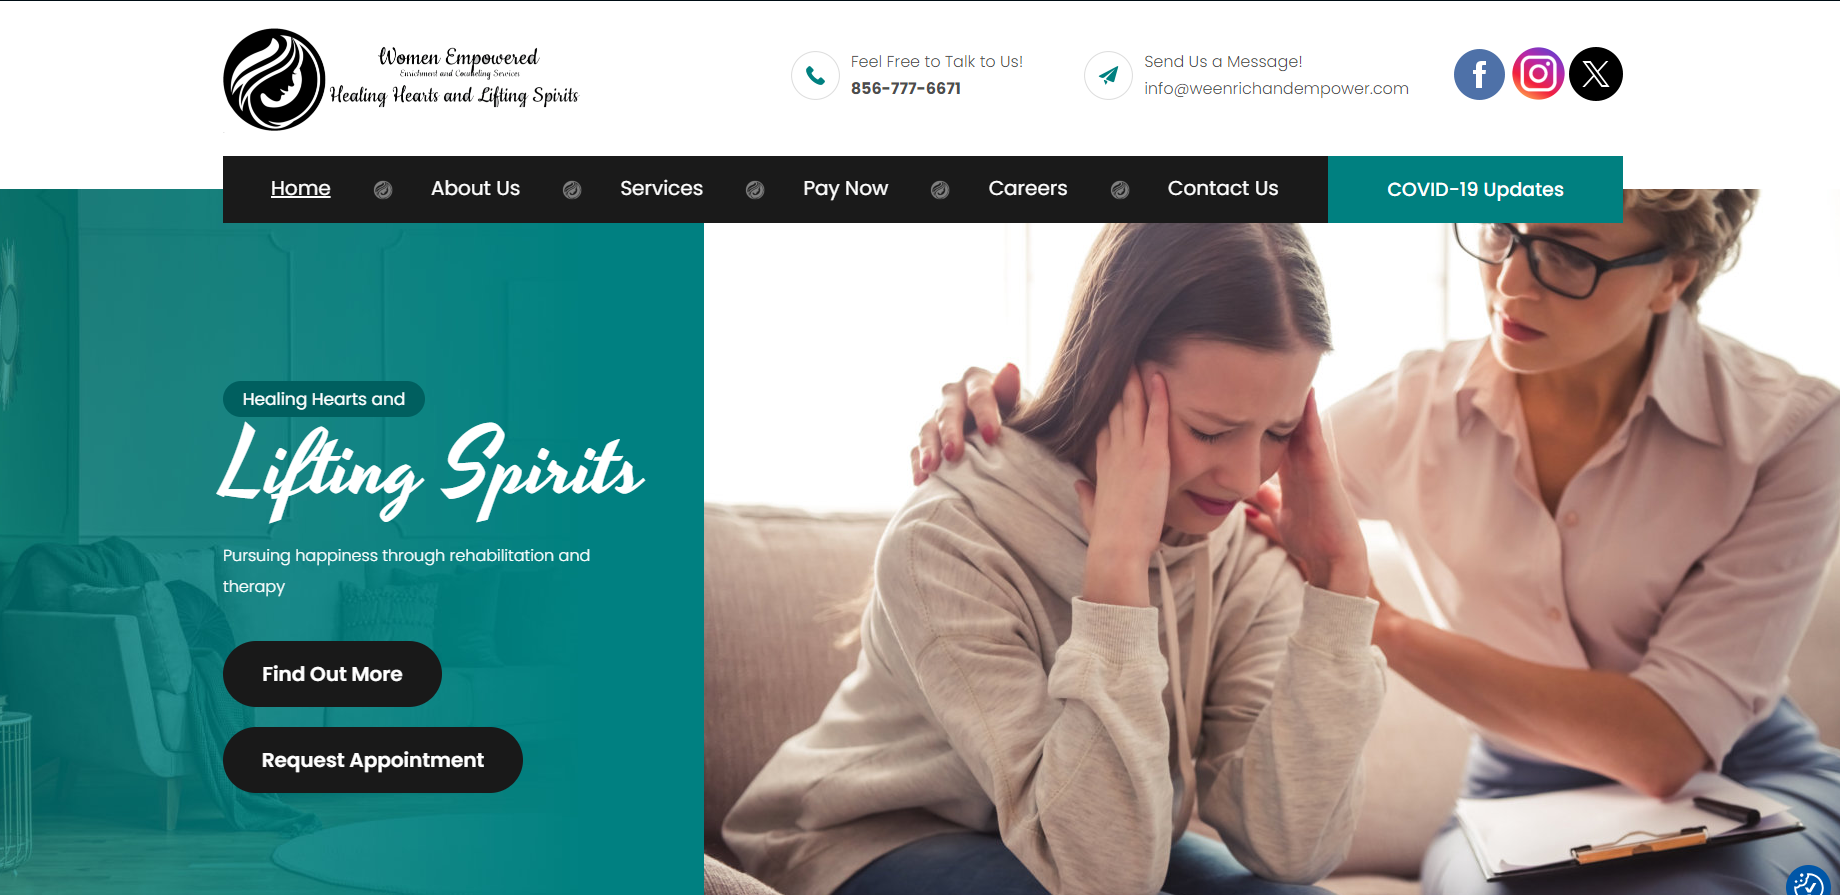 Women Empowered
Enrichment and Counseling Services
Healing Hearts and Lifting Spirits
Feel Free to Talk to Us!
856-777-6671
Send Us a Message!
info@weenrichandempower.com
Home
About Us
Services
Pay Now
Careers
Contact Us
COVID-19 Updates
Healing Hearts and
Lifting Spirits
Pursuing happiness through rehabilitation and
therapy
Find Out More
Request Appointment